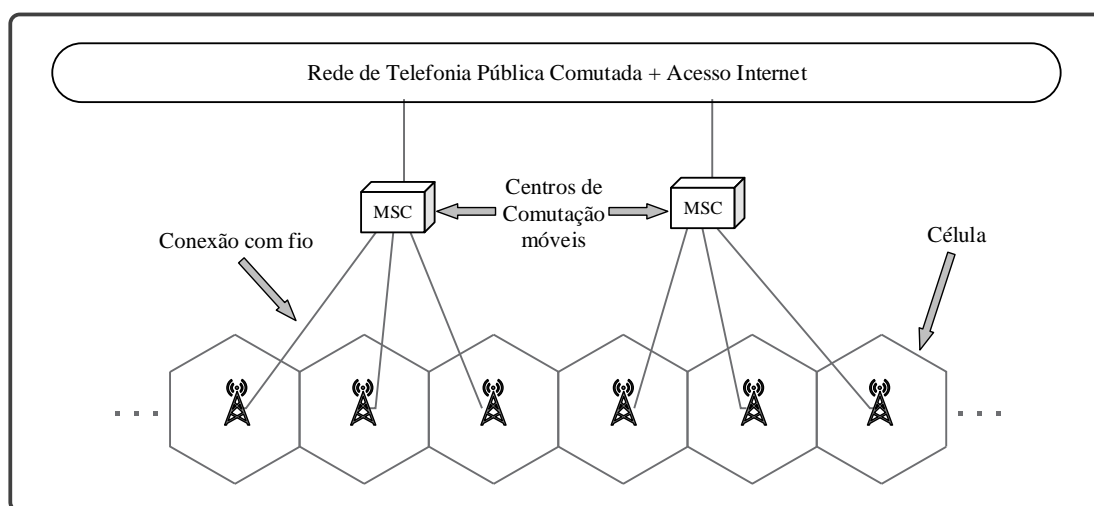 Rede de Telefonia Pública Comutada + Acesso Internet
MSC
Centros de
Comutação
móveis
MSC
Conexão com fio
Célula